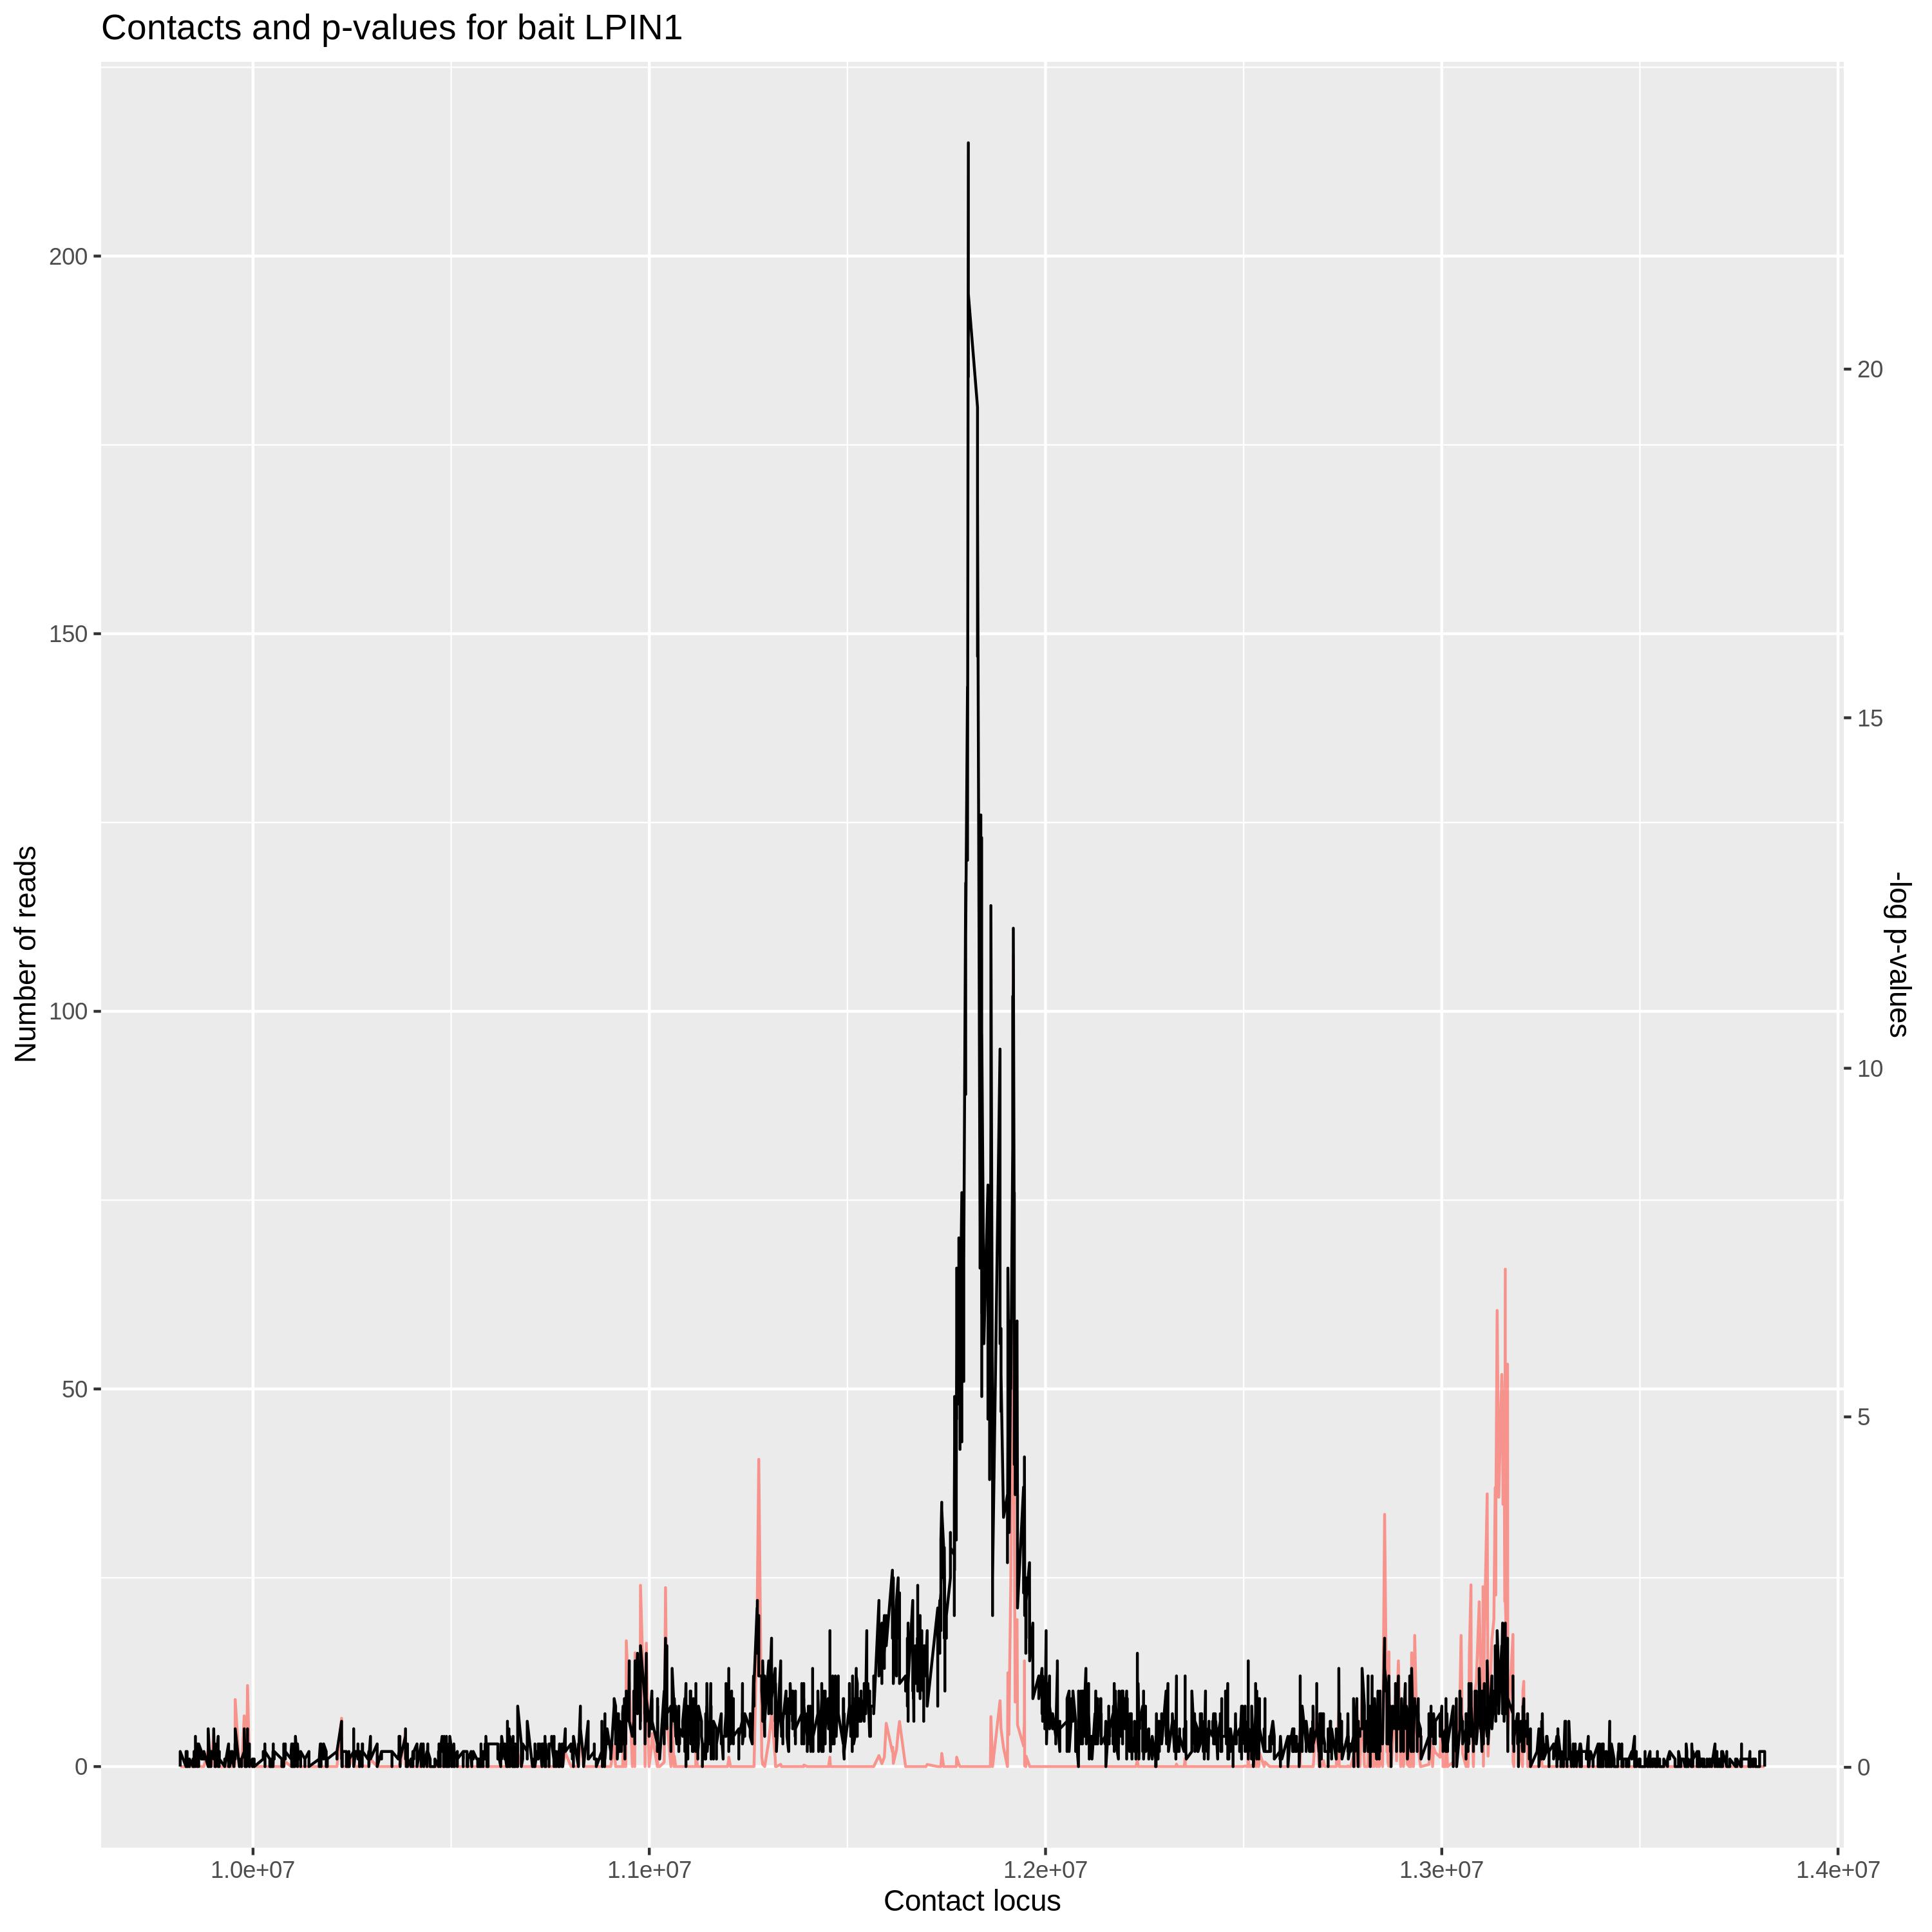 Contacts and p-values for bait LPIN1
Number of reads
200
150
100
50
0
20
15
10
5
0
-log p-values
1.0e+07
1.1e+07
1.2e+07
1.3e+07
1.4e+07
Contact locus